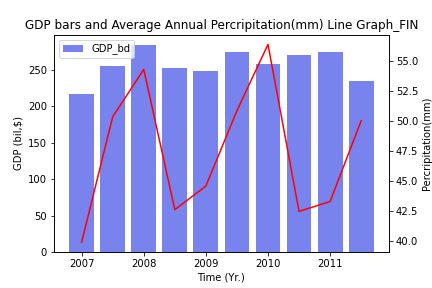 GDP bars and Average Annual Percripitation(mm) Line Graph_FIN
GDP_bd
GDP (bil,$)
250
200
150
100
50
0
55.0
52.5
50.0
47.5
45.0
42.5
40.0
Percripitation(mm)
2007 2008 2009 2010 2011
Time (Yr.)